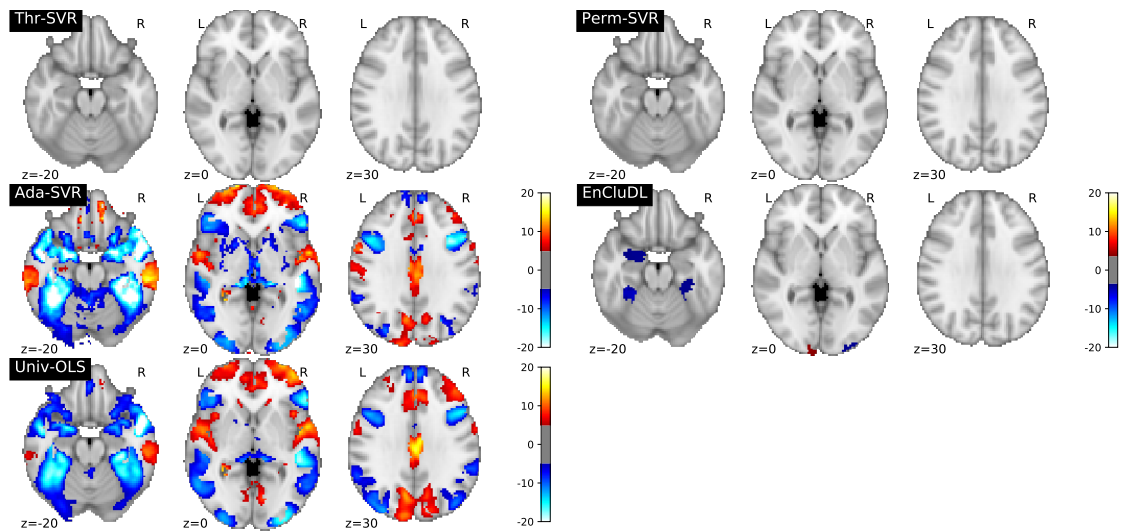 Thr-SVR
R
L
R
z=-20
z=0
z=30
Perm-SVR
R
L
R
z=-20
z=0
z=30
Ada-SVR
R
L
R
z=-20
z=0
z=30
20
10
0
-10
-20
EnCluDL
R
L
R
z=-20
z=0
z=30
20
10
0
-10
-20
Univ-OLS
R
L
R
z=-20
z=0
z=30
20
10
0
-10
-20